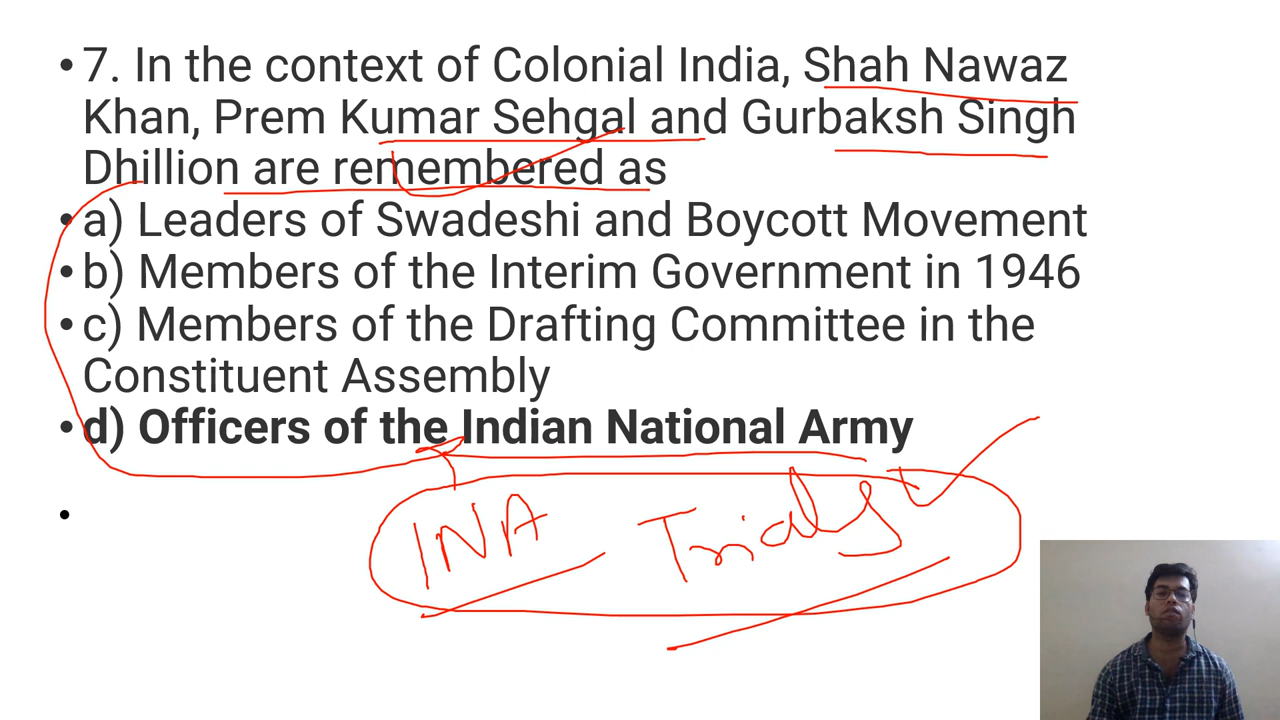 • 7. In the context of Colonial India, Shah Nawaz
Khan, Prem Kumar Sehgal and Gurbaksh Singh
Dhillion are remembered as
• a) Leaders of Swadeshi and Boycott Movement
• b) Members of the Interim Government in 1946
• c) Members of the Drafting Committee in the
Constituent Assembly
• d) Officers of the Indian National Army
•
INA Trials